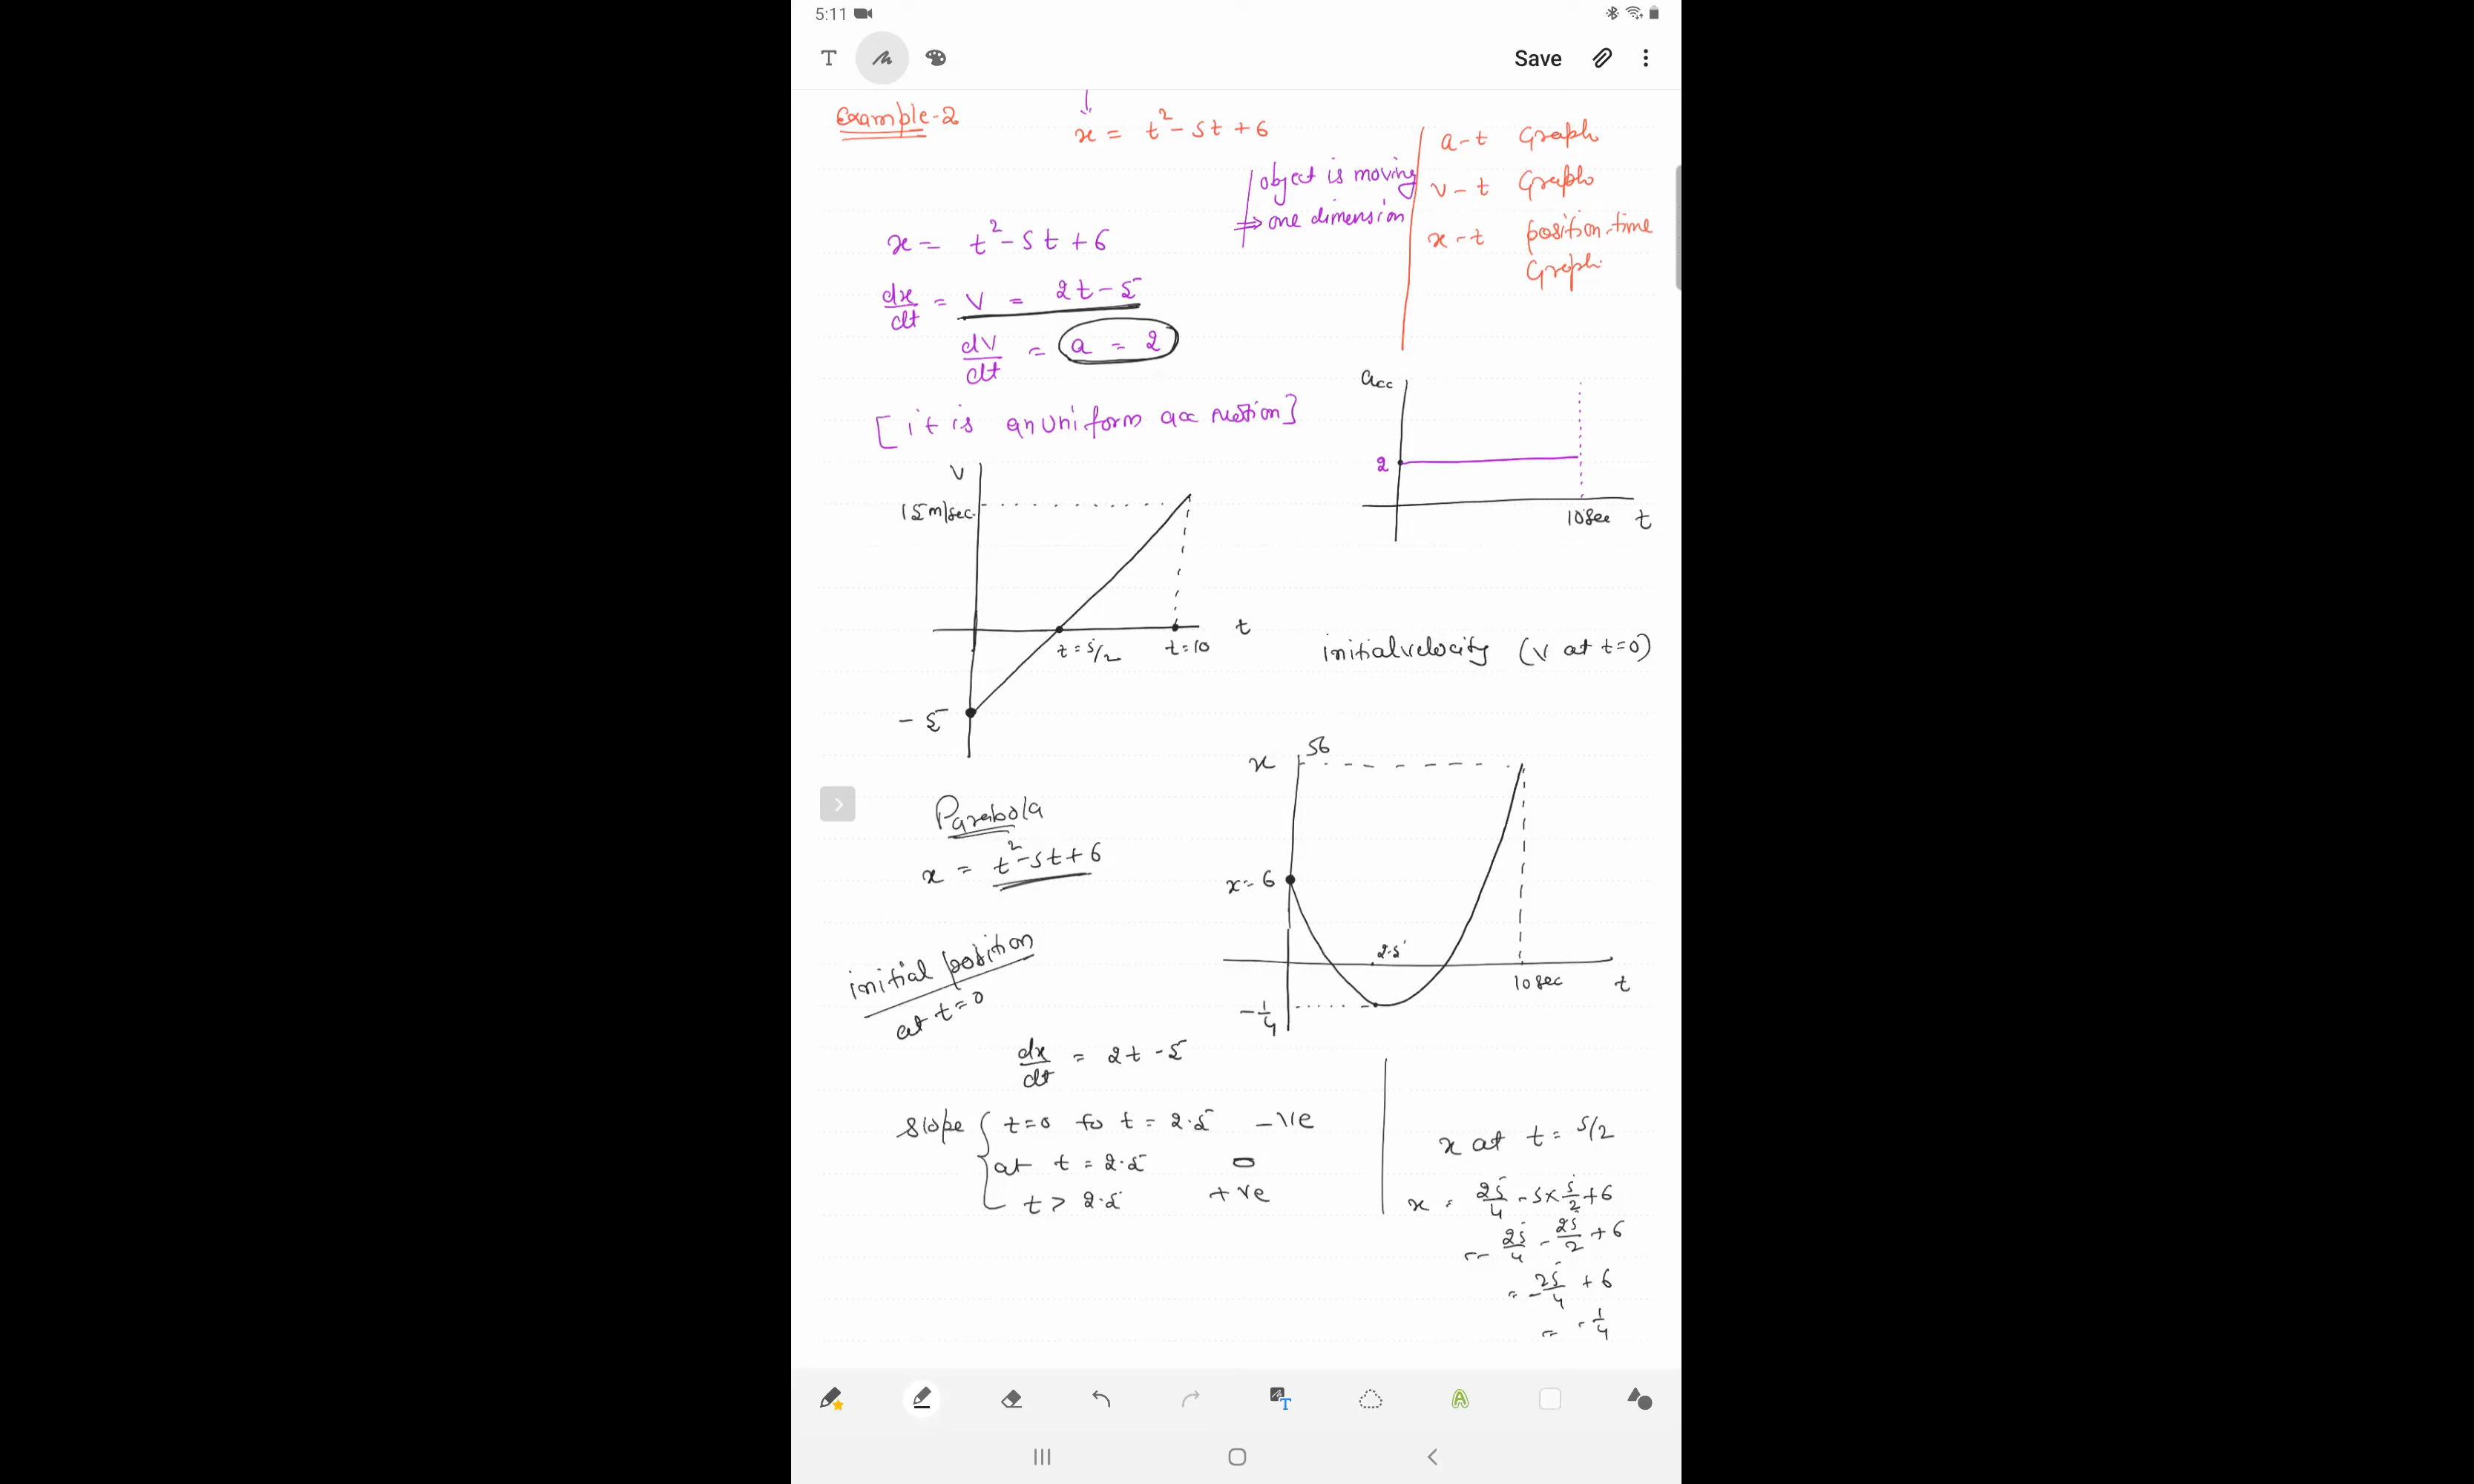 5:11
T
Save
Example-2
x = t² - 5t + 6
a - t Graph
v - t Graph
x - t position-time
Graph
object is moving
⇒ one dimension
x = t² - 5t + 6
dx/dt = v = 2t - 5
dv/dt = a = 2
[it is an uniform acc motion]
acc
2
10 sec t
v
15 m/sec
t = 5/2 t = 10 t
- 5
initial velocity (v at t=0)
Parabola
x = t² - 5t + 6
initial position
at t=0
x 56
x = 6
2.5
10 sec t
-1/4
dx/dt = 2t - 5
Slope { t=0 to t = 2.5 -ve
at t = 2.5 0
t > 2.5 +ve
x at t = 5/2
x = 25/4 - 5×5/2 + 6
= 25/4 - 25/2 + 6
= -25/4 + 6
= -1/4
T
A